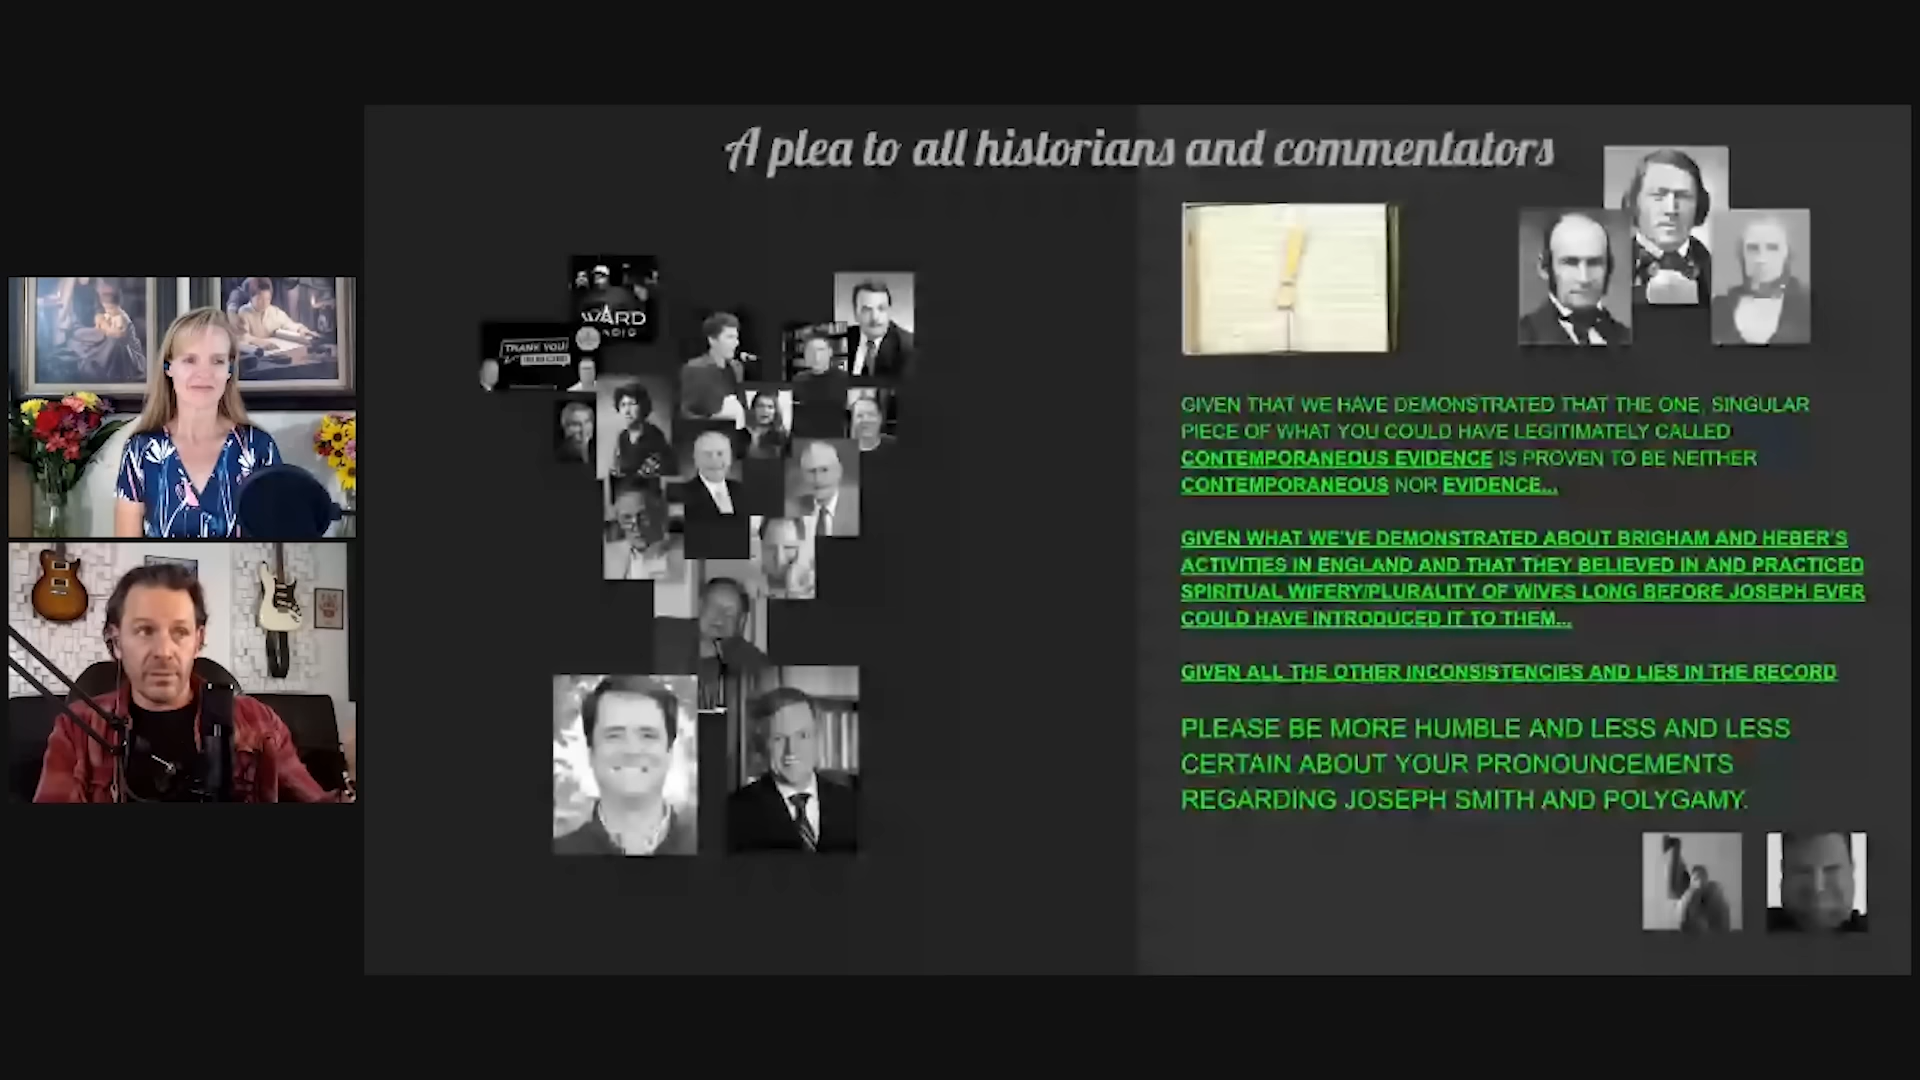 A plea to all historians and commentators
WARD
THANK YOU!
GIVEN THAT WE HAVE DEMONSTRATED THAT THE ONE, SINGULAR
PIECE OF WHAT YOU COULD HAVE LEGITIMATELY CALLED
CONTEMPORANEOUS EVIDENCE IS PROVEN TO BE NEITHER
CONTEMPORANEOUS NOR EVIDENCE...
GIVEN WHAT WE'VE DEMONSTRATED ABOUT BRIGHAM AND HEBER'S
ACTIVITIES IN ENGLAND AND THAT THEY BELIEVED IN AND PRACTICED
SPIRITUAL WIFERY/PLURALITY OF WIVES LONG BEFORE JOSEPH EVER
COULD HAVE INTRODUCED IT TO THEM...
GIVEN ALL THE OTHER INCONSISTENCIES AND LIES IN THE RECORD
PLEASE BE MORE HUMBLE AND LESS AND LESS
CERTAIN ABOUT YOUR PRONOUNCEMENTS
REGARDING JOSEPH SMITH AND POLYGAMY.